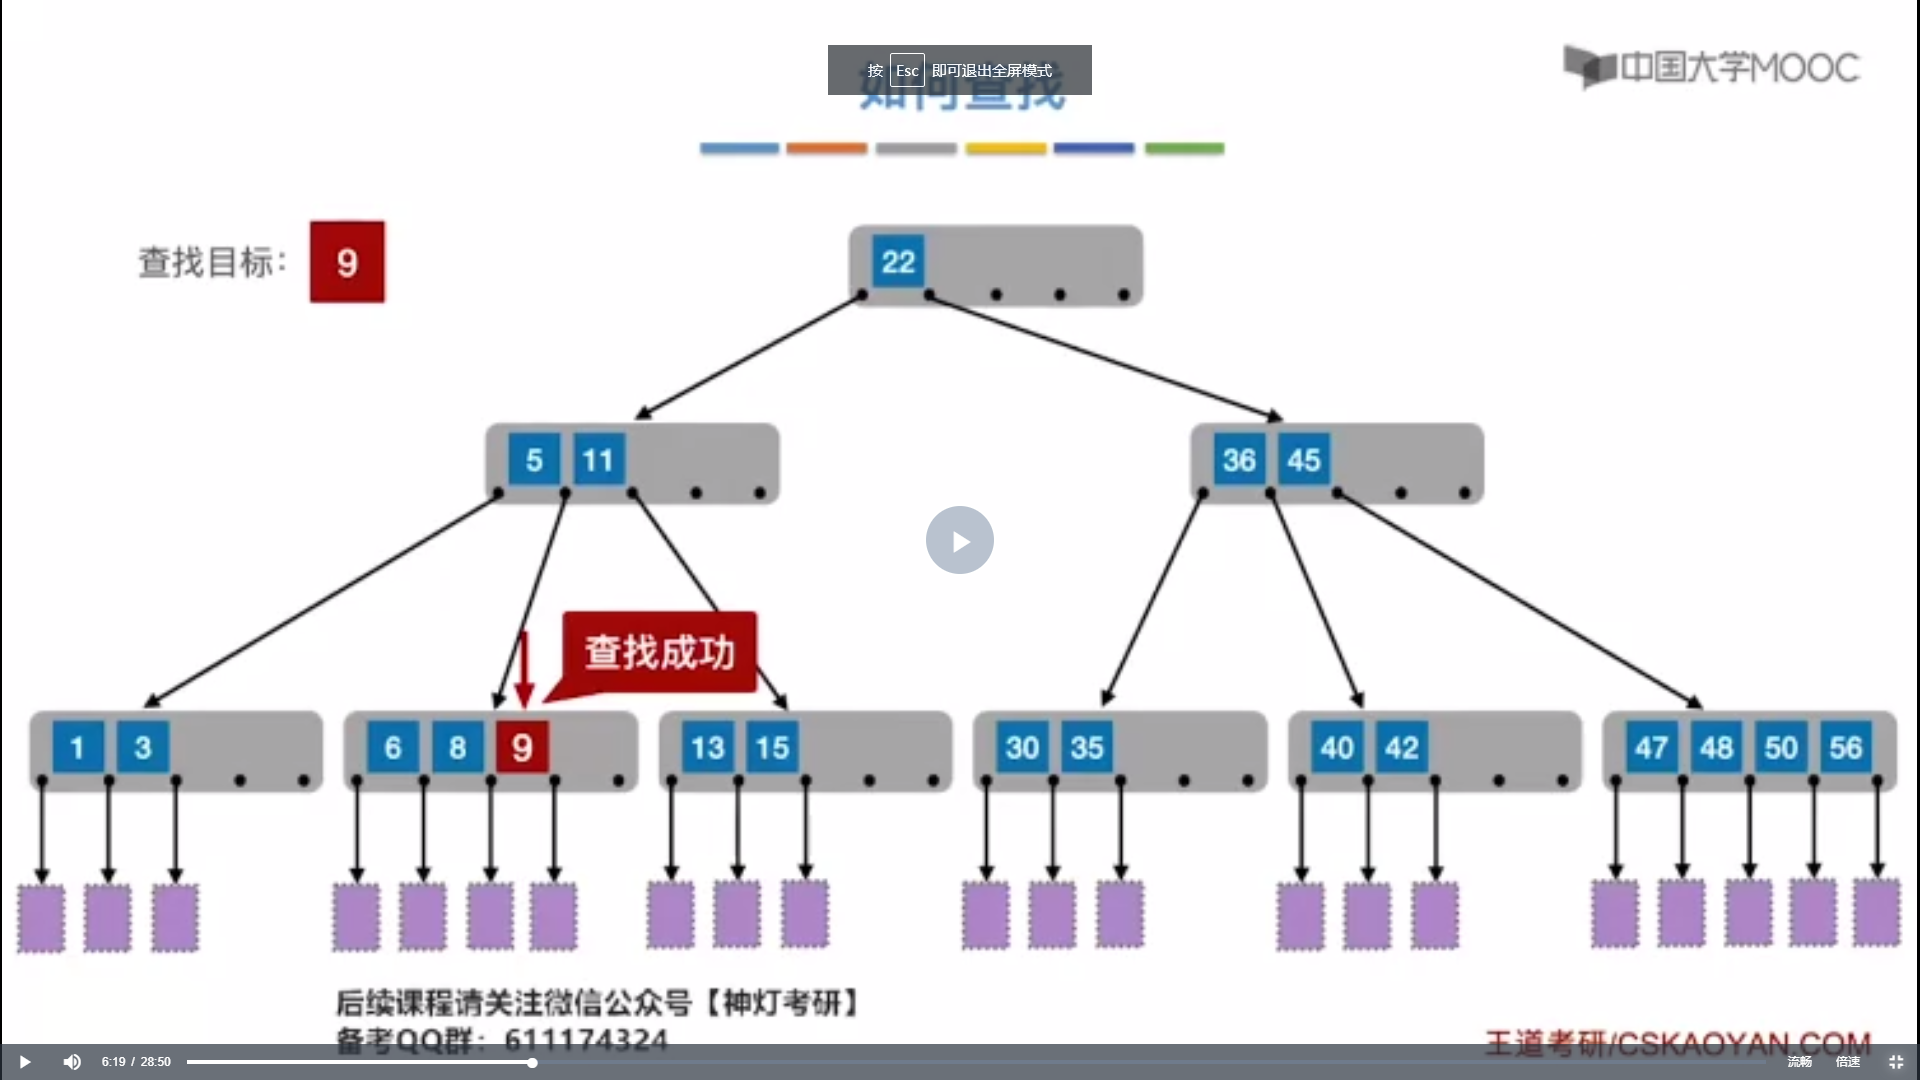 按 Esc 即可退出全屏模式
中国大学MOOC
如何查找
查找目标： 9
22
5 11
36 45
查找成功
1 3
6 8 9
13 15
30 35
40 42
47 48 50 56
后续课程请关注微信公众号【神灯考研】
备考QQ群：611174324
王道考研/CSKAOYAN.COM
6:19 / 28:50
流畅 倍速